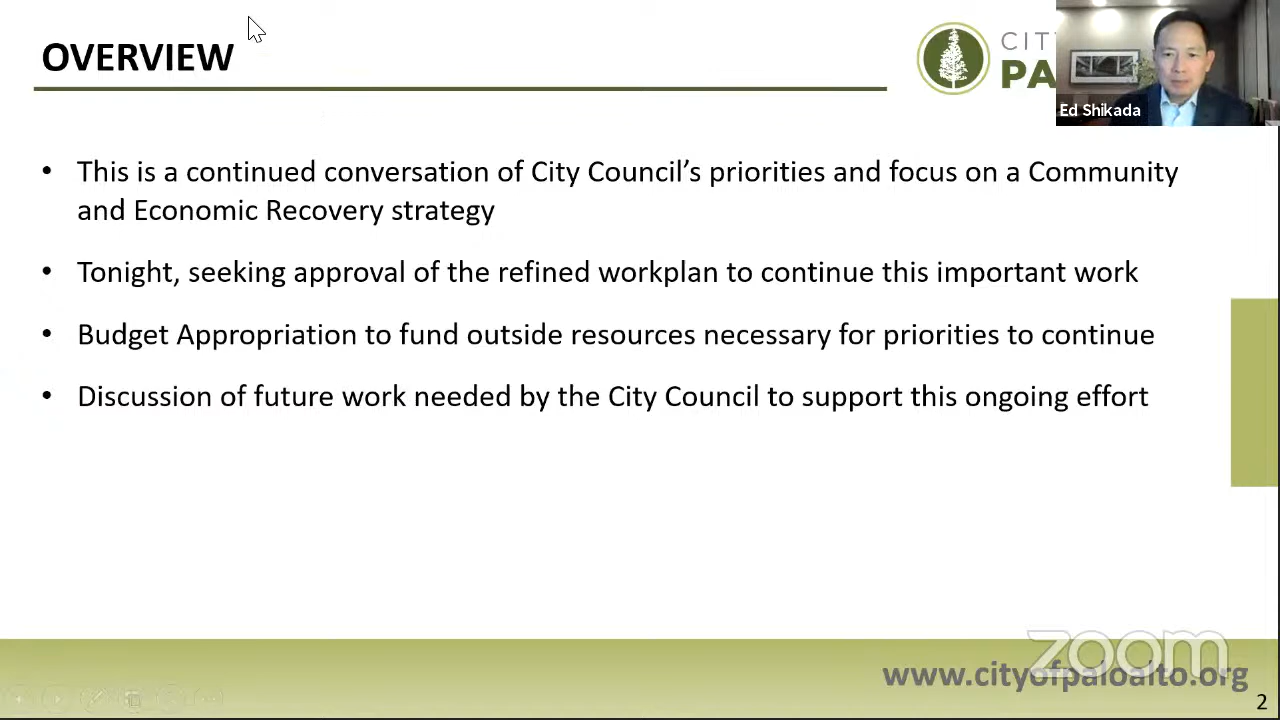 OVERVIEW
CITY
PA
Ed Shikada
• This is a continued conversation of City Council’s priorities and focus on a Community
and Economic Recovery strategy
• Tonight, seeking approval of the refined workplan to continue this important work
• Budget Appropriation to fund outside resources necessary for priorities to continue
• Discussion of future work needed by the City Council to support this ongoing effort
zoom
www.cityofpaloalto.org
2